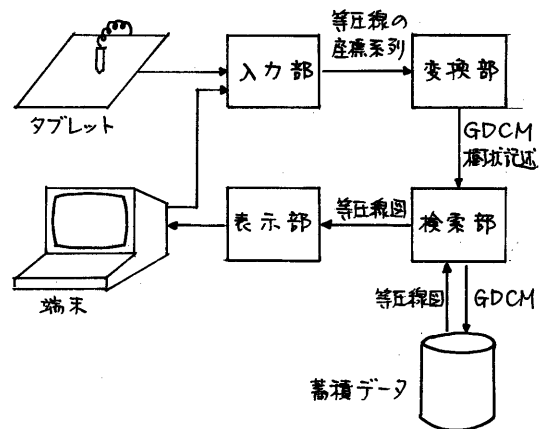 等圧線の
座標系列
入力部
変換部
タブレット
GDCM
樹状記述
等圧線図
表示部
検索部
端末
等圧線図
GDCM
蓄積データ